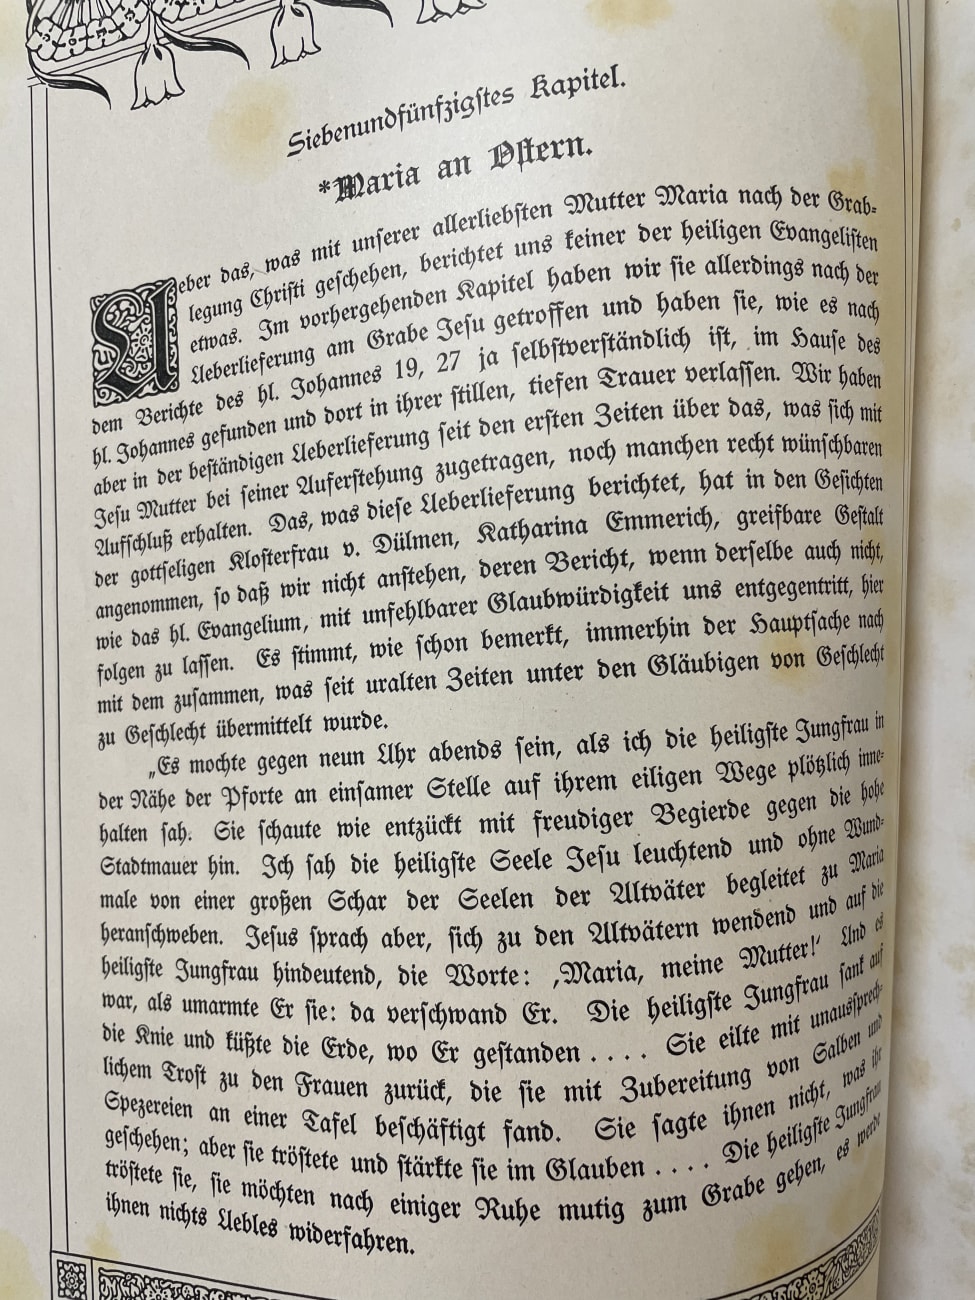 Siebenundfünfzigstes Kapitel.
*Maria an Ostern.
Ueber das, was mit unserer allerliebsten Mutter Maria nach der Grab-
legung Christi geschehen, berichtet uns keiner der heiligen Evangelisten
etwas. Im vorhergehenden Kapitel haben wir sie allerdings nach der
Ueberlieferung am Grabe Jesu getroffen und haben sie, wie es nach
dem Berichte des hl. Johannes 19, 27 ja selbstverständlich ist, im Hause des
hl. Johannes gefunden und dort in ihrer stillen, tiefen Trauer verlassen. Wir haben
aber in der beständigen Ueberlieferung seit den ersten Zeiten über das, was sich mit
Jesu Mutter bei seiner Auferstehung zugetragen, noch manchen recht wünschbaren
Aufschluß erhalten. Das, was diese Ueberlieferung berichtet, hat in den Gesichten
der gottseligen Klosterfrau v. Dülmen, Katharina Emmerich, greifbare Gestalt
angenommen, so daß wir nicht anstehen, deren Bericht, wenn derselbe auch nicht,
wie das hl. Evangelium, mit unfehlbarer Glaubwürdigkeit uns entgegentritt, hier
folgen zu lassen. Es stimmt, wie schon bemerkt, immerhin der Hauptsache nach
mit dem zusammen, was seit uralten Zeiten unter den Gläubigen von Geschlecht
zu Geschlecht übermittelt wurde.
„Es mochte gegen neun Uhr abends sein, als ich die heiligste Jungfrau in
der Nähe der Pforte an einsamer Stelle auf ihrem eiligen Wege plötzlich inne-
halten sah. Sie schaute wie entzückt mit freudiger Begierde gegen die hohe
Stadtmauer hin. Ich sah die heiligste Seele Jesu leuchtend und ohne Wund-
male von einer großen Schar der Seelen der Altväter begleitet zu Maria
heranschweben. Jesus sprach aber, sich zu den Altvätern wendend und auf die
heiligste Jungfrau hindeutend, die Worte: ‚Maria, meine Mutter!‘ Und es
war, als umarmte Er sie: da verschwand Er. Die heiligste Jungfrau sank auf
die Knie und küßte die Erde, wo Er gestanden . . . . Sie eilte mit unaussprech-
lichem Trost zu den Frauen zurück, die sie mit Zubereitung von Salben und
Spezereien an einer Tafel beschäftigt fand. Sie sagte ihnen nicht, was ihr
geschehen; aber sie tröstete und stärkte sie im Glauben . . . . Die heiligste Jungfrau
tröstete sie, sie möchten nach einiger Ruhe mutig zum Grabe gehen, es werde
ihnen nichts Uebles widerfahren.